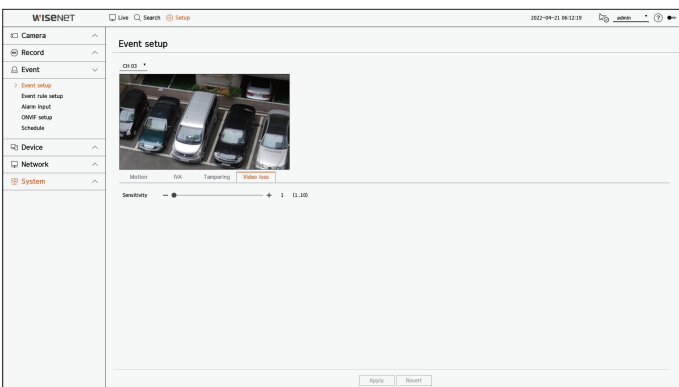 WISENET
Live Search Setup 2022-04-21 06:12:19 admin ?
Camera
Record
Event
> Event setup
Event rule setup
Alarm input
ONVIF setup
Schedule
Device
Network
System
Event setup
CH 03
Motion IVA Tampering Video loss
Sensitivity − + 1 (1..10)
Apply Revert